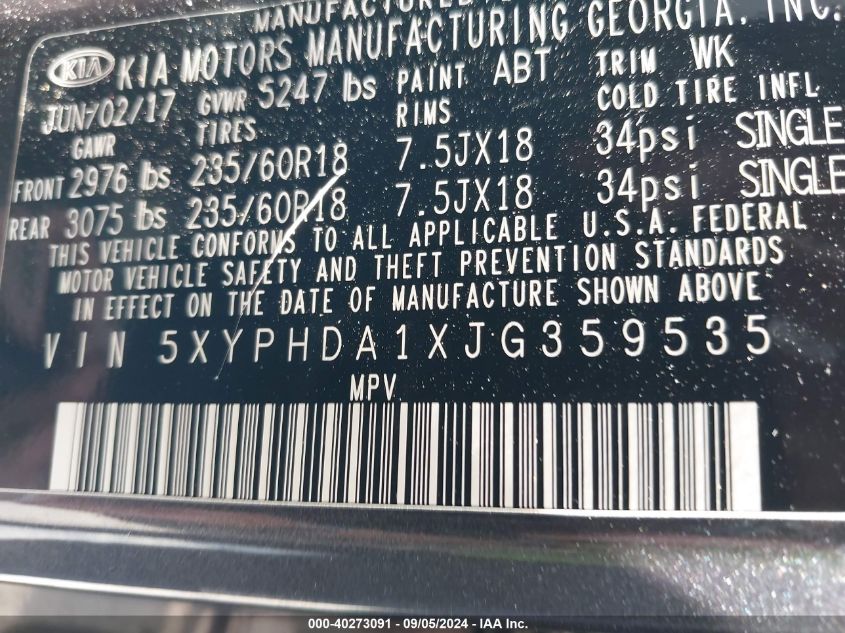 MANUFACTURED
KIA KIA MOTORS MANUFACTURING GEORGIA, INC.
JUN/02/17 GVWR 5247 lbs PAINT ABT TRIM WK
GAWR TIRES RIMS COLD TIRE INFL
FRONT 2976 lbs 235/60R18 7.5JX18 34psi SINGLE
REAR 3075 lbs 235/60R18 7.5JX18 34psi SINGLE
THIS VEHICLE CONFORMS TO ALL APPLICABLE U.S.A. FEDERAL
MOTOR VEHICLE SAFETY AND THEFT PREVENTION STANDARDS
IN EFFECT ON THE DATE OF MANUFACTURE SHOWN ABOVE
VIN 5XYPHDA1XJG359535
MPV
000-40273091 - 09/05/2024 - IAA Inc.